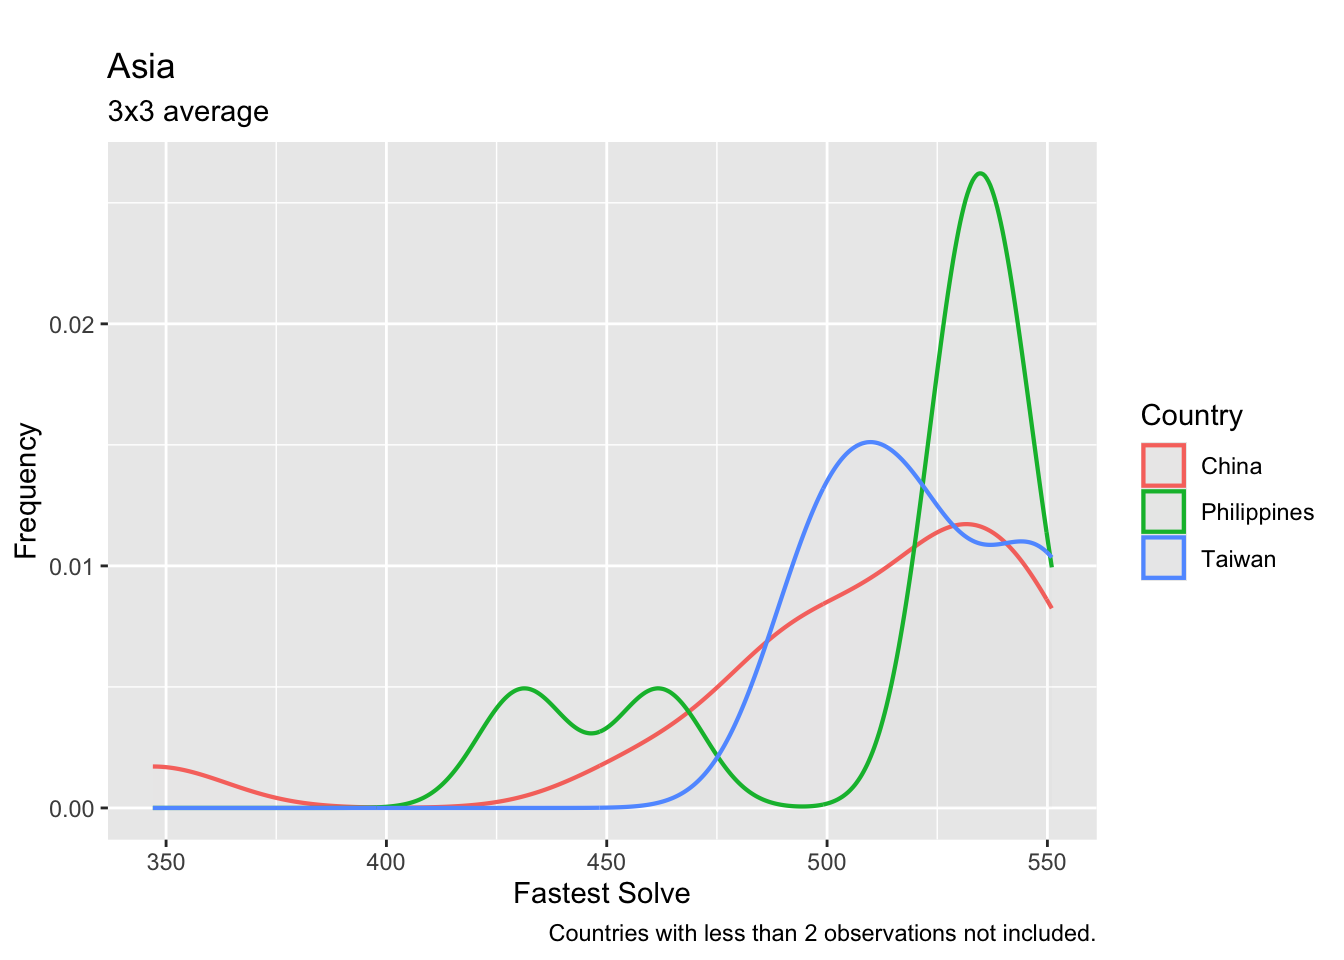 Asia
3x3 average
Frequency
0.02
0.01
0.00
350 400 450 500 550
Fastest Solve
Country
China
Philippines
Taiwan
Countries with less than 2 observations not included.